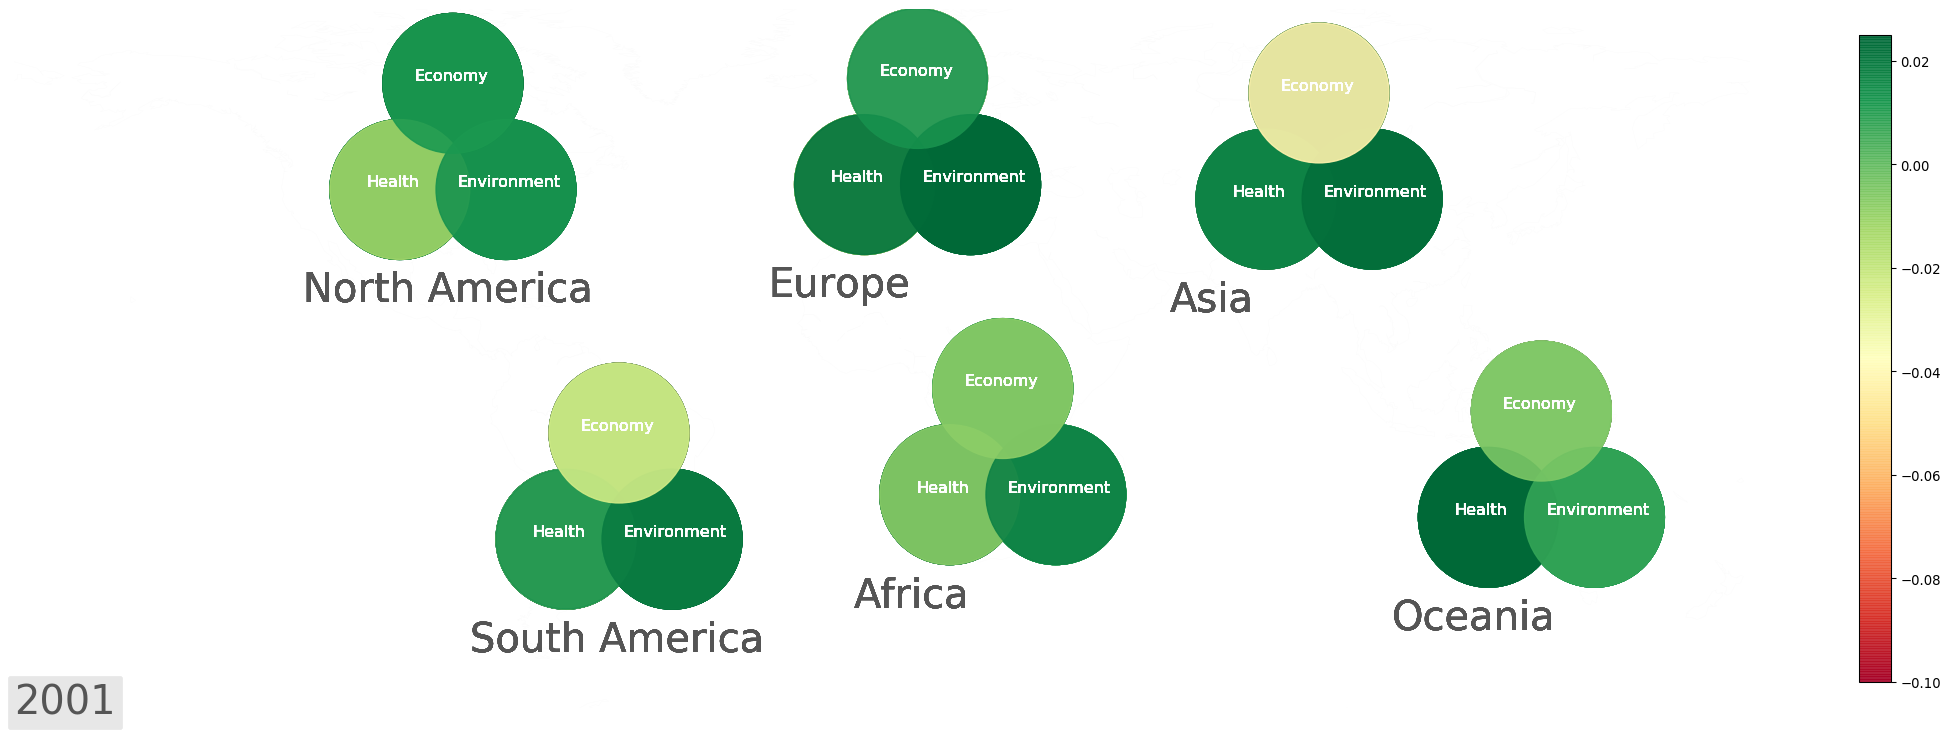 Economy
Health
Environment
North America
Economy
Health
Environment
Europe
Economy
Health
Environment
Asia
Economy
Health
Environment
South America
Economy
Health
Environment
Africa
Economy
Health
Environment
Oceania
2001
0.02
0.00
−0.02
−0.04
−0.06
−0.08
−0.10